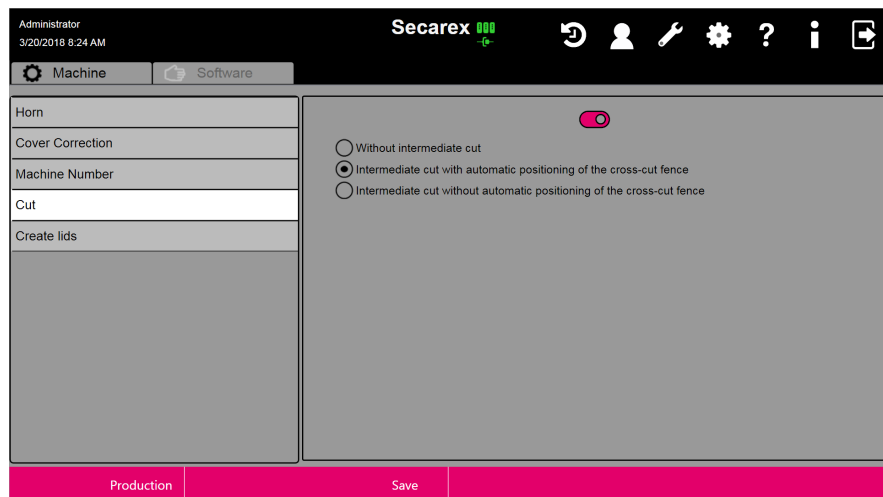 Administrator
3/20/2018 8:24 AM
Secarex
?
i
Machine
Software
Horn
Cover Correction
Machine Number
Cut
Create lids
Without intermediate cut
Intermediate cut with automatic positioning of the cross-cut fence
Intermediate cut without automatic positioning of the cross-cut fence
Production
Save